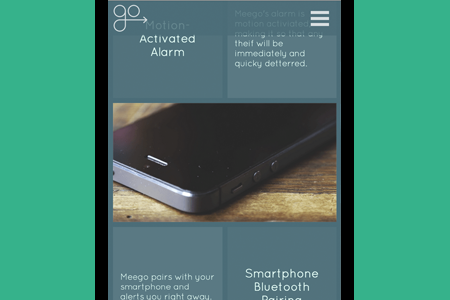 go
Motion-
Activated
Alarm
Meego's alarm is
motion activated
making it so that any
theif will be
immediately and
quicky detterred.
Meego pairs with your
smartphone and
alerts you right away.
Smartphone
Bluetooth
Pairing